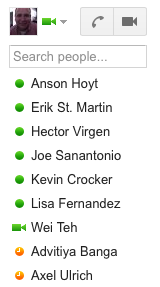 Search people...
Anson Hoyt
Erik St. Martin
Hector Virgen
Joe Sanantonio
Kevin Crocker
Lisa Fernandez
Wei Teh
Advitiya Banga
Axel Ulrich